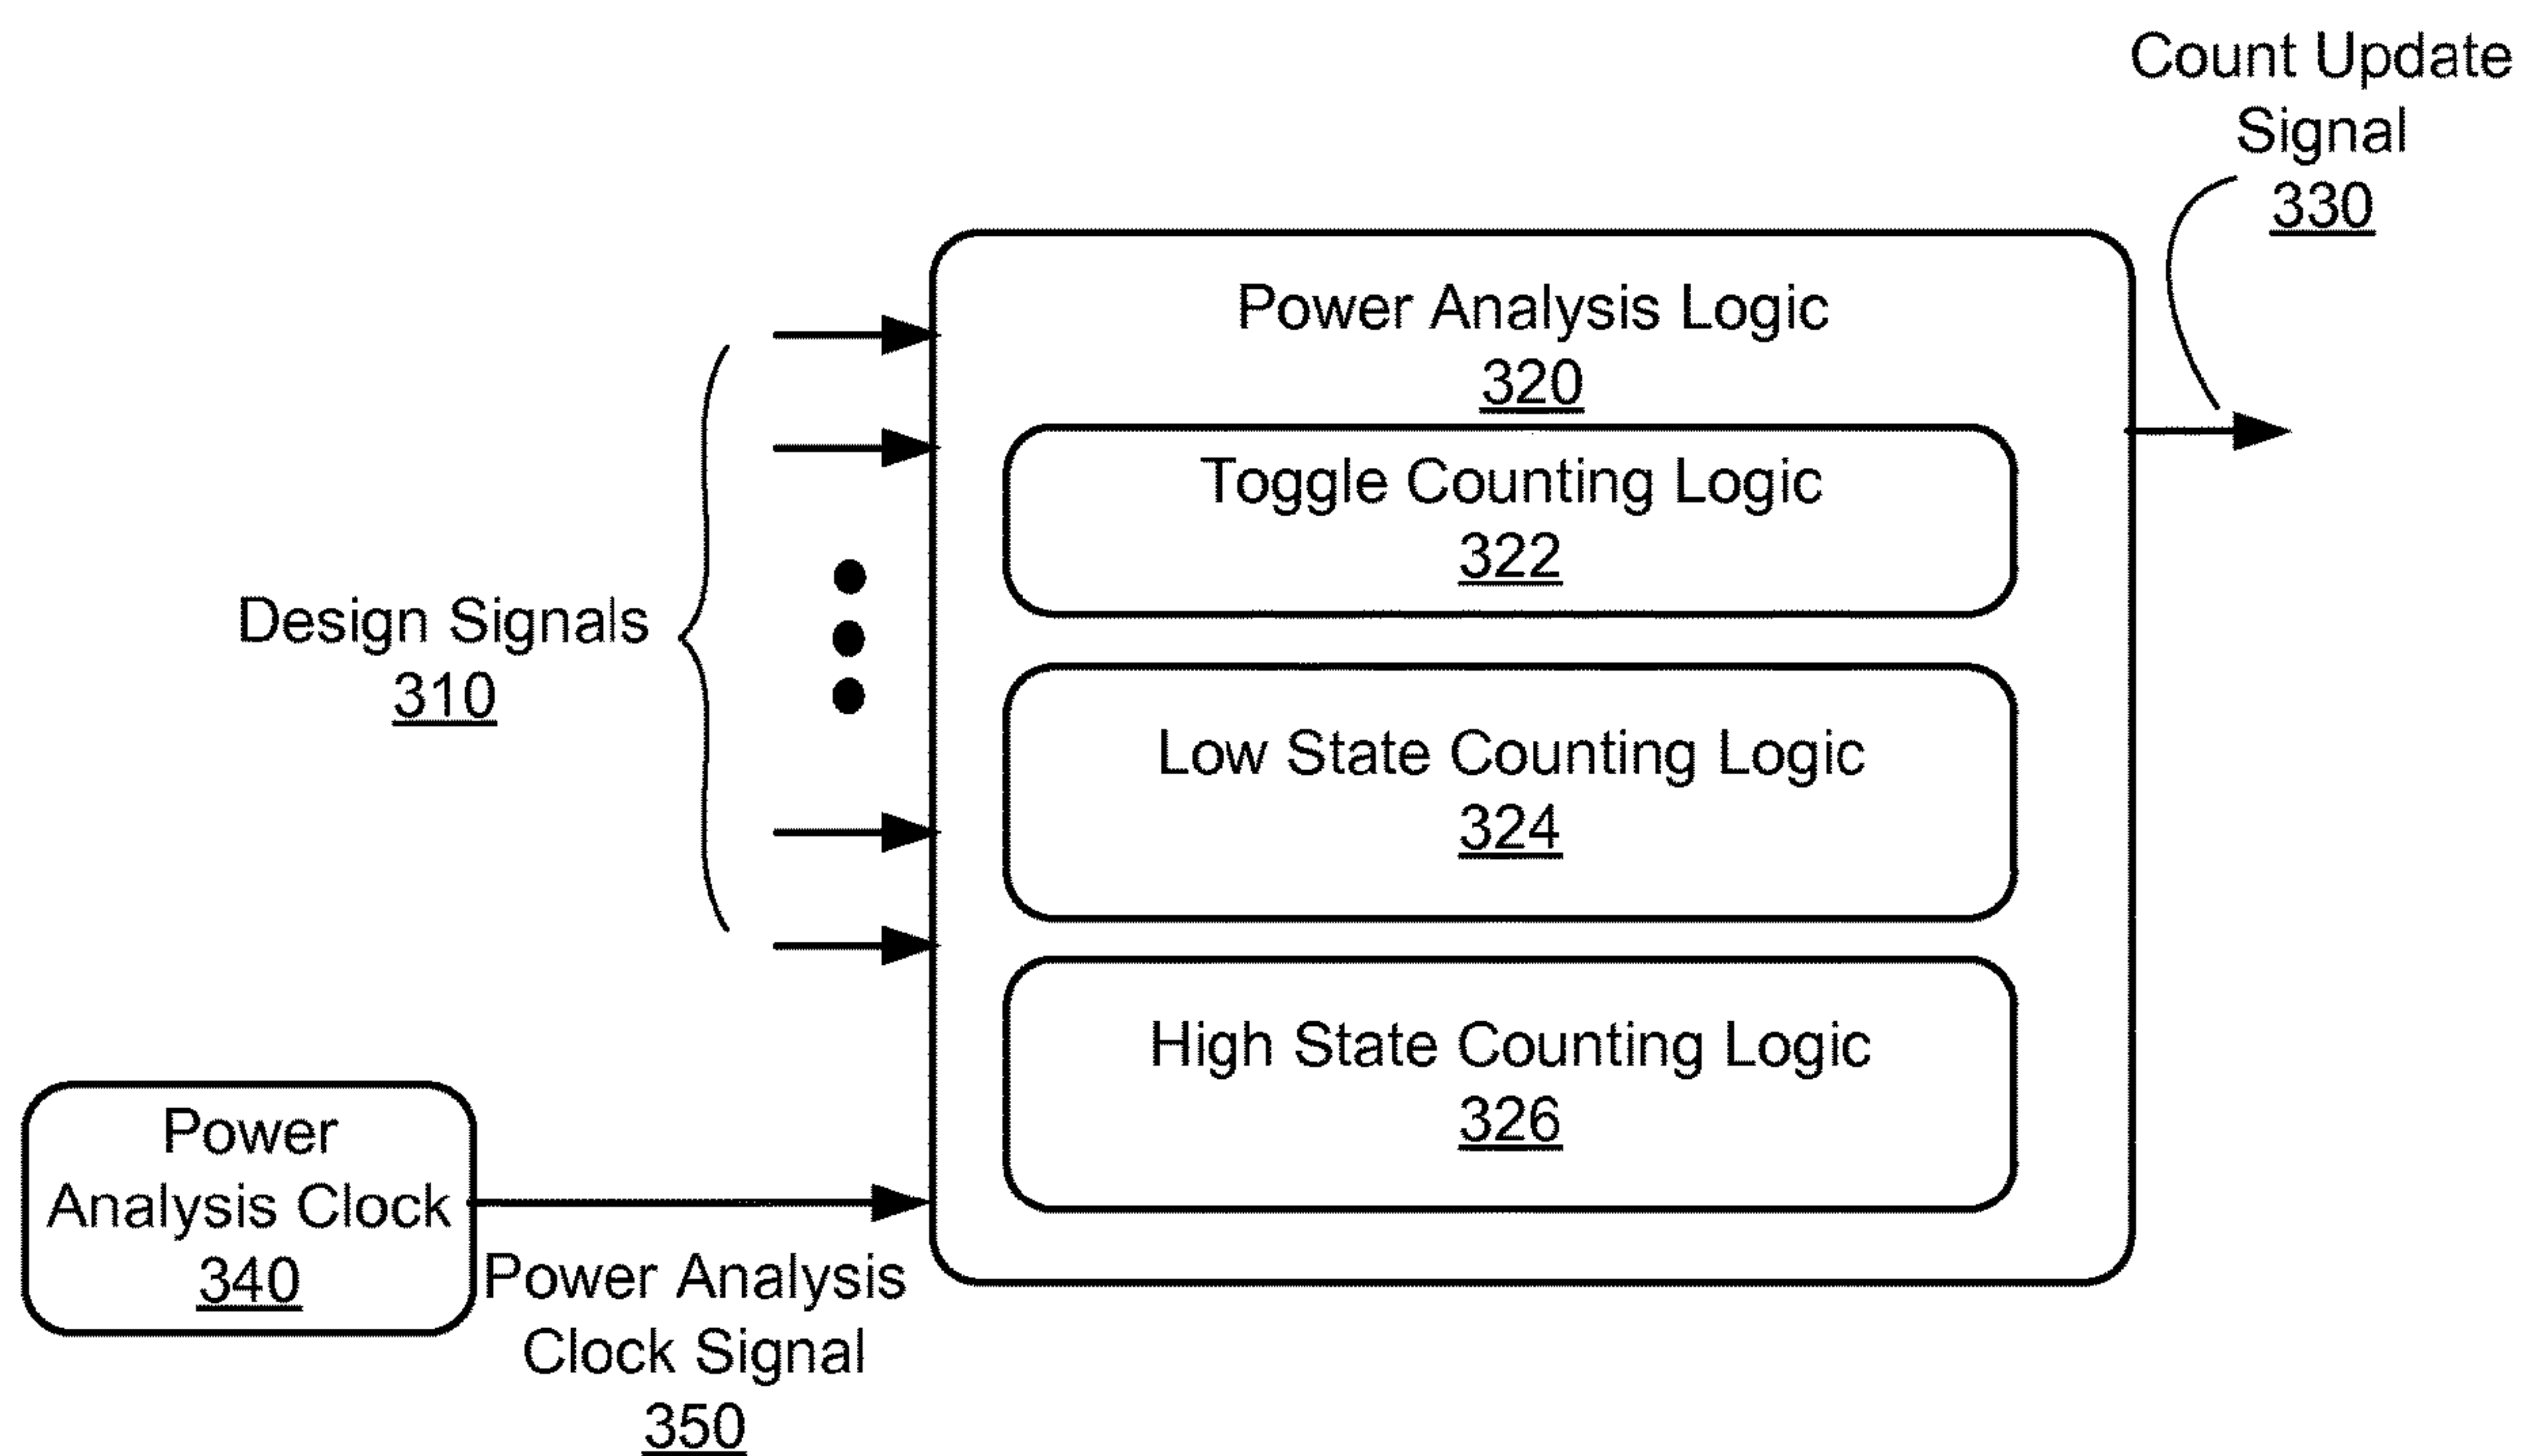 Count Update
Signal
330
Power Analysis Logic
320
Toggle Counting Logic
322
Design Signals
310
Low State Counting Logic
324
High State Counting Logic
326
Power
Analysis Clock
340
Power Analysis
Clock Signal
350